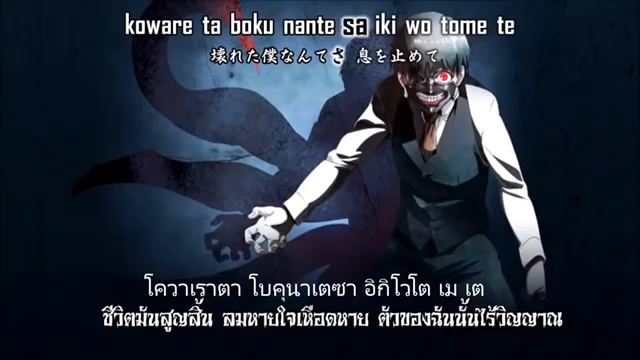 koware ta boku nante sa iki wo tome te
壊れた僕なんてさ 息を止めて
โควาเราตา โบคุนาเตซา อิกิโวโต เม เต
ชีวิตมันสูญสิ้น ลมหายใจเหือดหาย ตัวของฉันนั้นไร้วิญญาณ